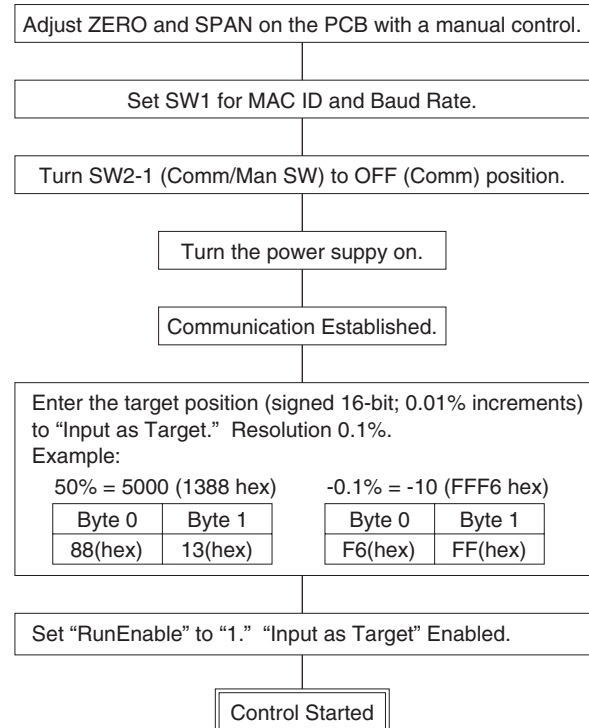 Adjust ZERO and SPAN on the PCB with a manual control.
Set SW1 for MAC ID and Baud Rate.
Turn SW2-1 (Comm/Man SW) to OFF (Comm) position.
Turn the power suppy on.
Communication Established.
Enter the target position (signed 16-bit; 0.01% increments)
to “Input as Target.” Resolution 0.1%.
Example:
50% = 5000 (1388 hex) -0.1% = -10 (FFF6 hex)
Byte 0 Byte 1 Byte 0 Byte 1
88(hex) 13(hex) F6(hex) FF(hex)
Set “RunEnable” to “1.” “Input as Target” Enabled.
Control Started